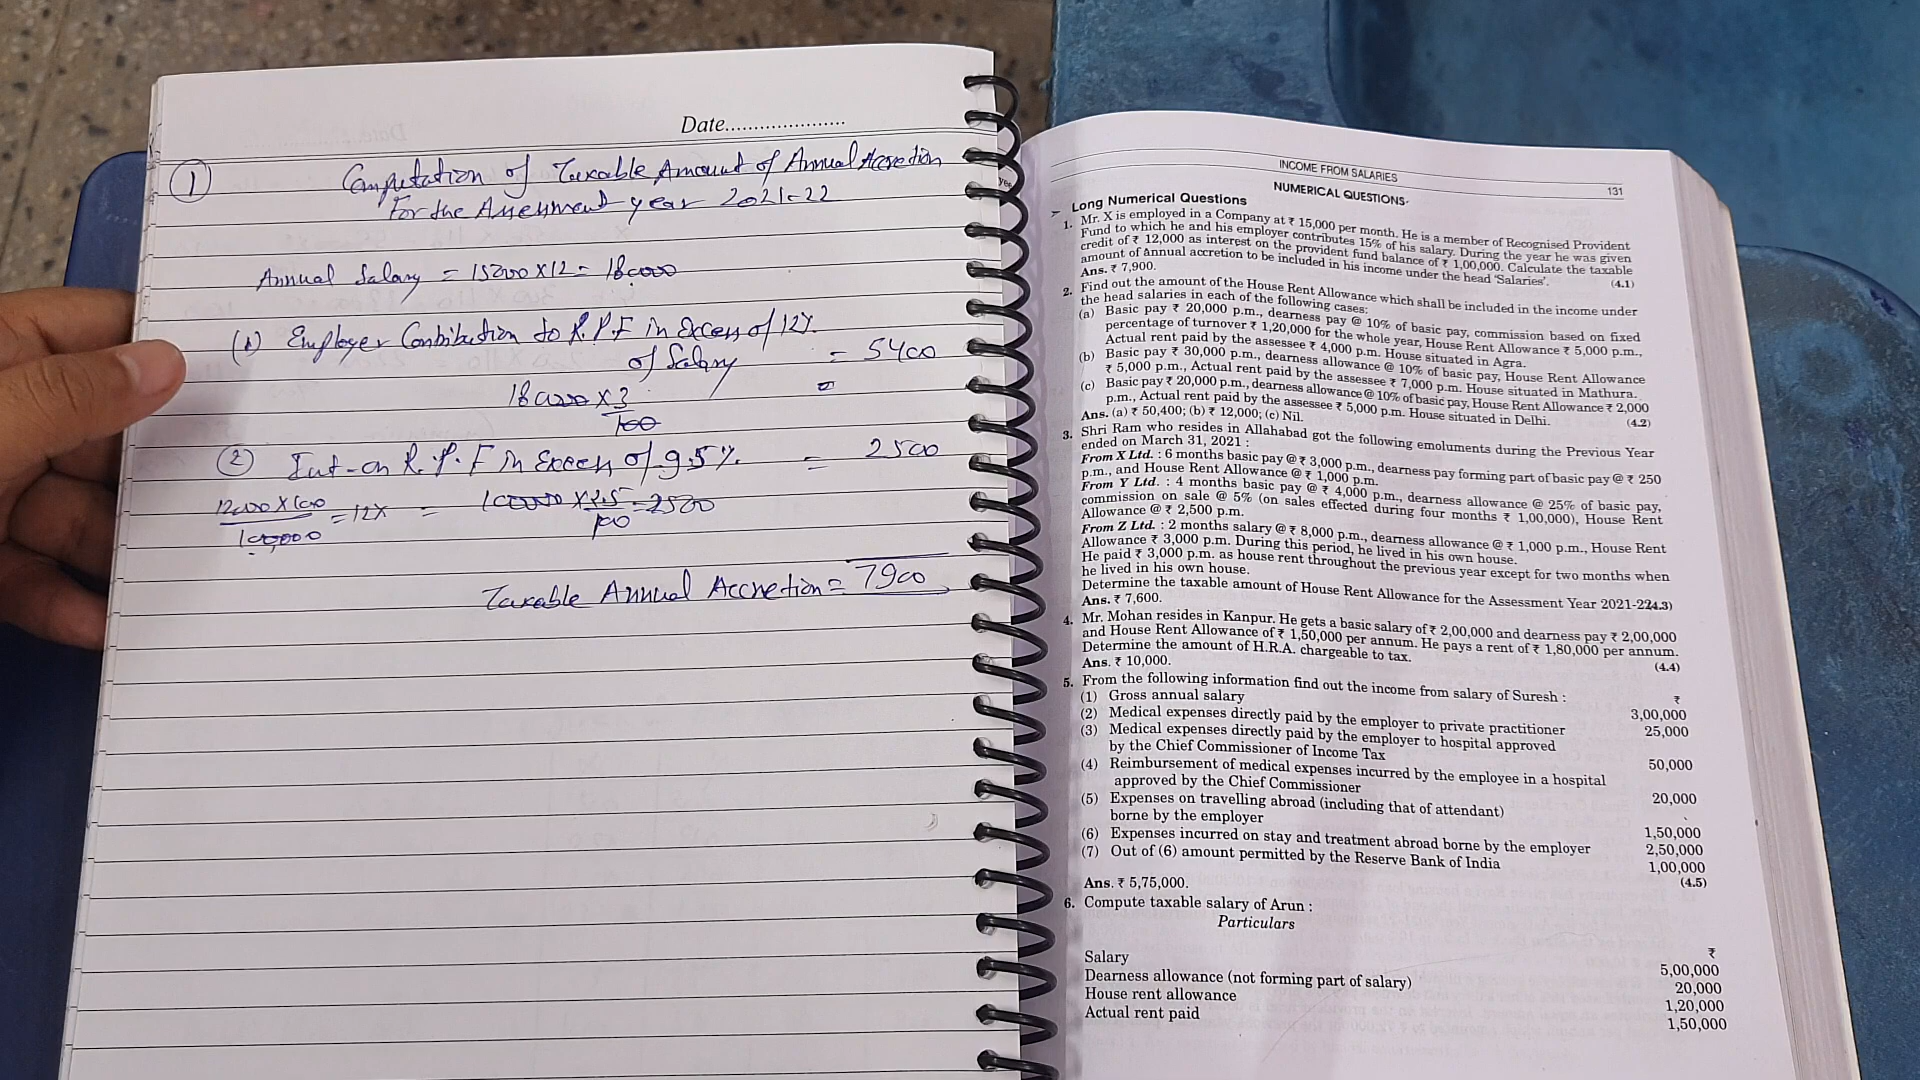 Date.....................
1 Computation of Taxable Amount of Annual Accretion
For the Assessment year 2021-22
Annual Salary = 15000 X 12 = 180000
(1) Employer Contribution to R.P.F in Excess of 12%
of Salary = 5400
180000 X 3
100
(2) Int-on R.P.F in Excess of 9.5% = 2500
12000 X 100 = 12% = 100000 X 2.5 = 2500
100000 100
Taxable Annual Accretion = 7900
INCOME FROM SALARIES 131
NUMERICAL QUESTIONS
Long Numerical Questions
1. Mr. X is employed in a Company at ₹ 15,000 per month. He is a member of Recognised Provident
Fund to which he and his employer contributes 15% of his salary. During the year he was given
credit of ₹ 12,000 as interest on the provident fund balance of ₹ 1,00,000. Calculate the taxable
amount of annual accretion to be included in his income under the head 'Salaries'.
Ans. ₹ 7,900. (4.1)
2. Find out the amount of the House Rent Allowance which shall be included in the income under
the head salaries in each of the following cases:
(a) Basic pay ₹ 20,000 p.m., dearness pay @ 10% of basic pay, commission based on fixed
percentage of turnover ₹ 1,20,000 for the whole year, House Rent Allowance ₹ 5,000 p.m.,
Actual rent paid by the assessee ₹ 4,000 p.m. House situated in Agra.
(b) Basic pay ₹ 30,000 p.m., dearness allowance @ 10% of basic pay, House Rent Allowance
₹ 5,000 p.m., Actual rent paid by the assessee ₹ 7,000 p.m. House situated in Mathura.
(c) Basic pay ₹ 20,000 p.m., dearness allowance @ 10% of basic pay, House Rent Allowance ₹ 2,000
p.m., Actual rent paid by the assessee ₹ 5,000 p.m. House situated in Delhi.
Ans. (a) ₹ 50,400; (b) ₹ 12,000; (c) Nil. (4.2)
3. Shri Ram who resides in Allahabad got the following emoluments during the Previous Year
ended on March 31, 2021 :
From X Ltd. : 6 months basic pay @ ₹ 3,000 p.m., dearness pay forming part of basic pay @ ₹ 250
p.m., and House Rent Allowance @ ₹ 1,000 p.m.
From Y Ltd. : 4 months basic pay @ ₹ 4,000 p.m., dearness allowance @ 25% of basic pay,
commission on sale @ 5% (on sales effected during four months ₹ 1,00,000), House Rent
Allowance @ ₹ 2,500 p.m.
From Z Ltd. : 2 months salary @ ₹ 8,000 p.m., dearness allowance @ ₹ 1,000 p.m., House Rent
Allowance ₹ 3,000 p.m. During this period, he lived in his own house.
He paid ₹ 3,000 p.m. as house rent throughout the previous year except for two months when
he lived in his own house.
Determine the taxable amount of House Rent Allowance for the Assessment Year 2021-22.
Ans. ₹ 7,600. (4.3)
4. Mr. Mohan resides in Kanpur. He gets a basic salary of ₹ 2,00,000 and dearness pay ₹ 2,00,000
and House Rent Allowance of ₹ 1,50,000 per annum. He pays a rent of ₹ 1,80,000 per annum.
Determine the amount of H.R.A. chargeable to tax.
Ans. ₹ 10,000. (4.4)
5. From the following information find out the income from salary of Suresh : ₹
(1) Gross annual salary 3,00,000
(2) Medical expenses directly paid by the employer to private practitioner 25,000
(3) Medical expenses directly paid by the employer to hospital approved
by the Chief Commissioner of Income Tax 50,000
(4) Reimbursement of medical expenses incurred by the employee in a hospital
approved by the Chief Commissioner 20,000
(5) Expenses on travelling abroad (including that of attendant)
borne by the employer 1,50,000
(6) Expenses incurred on stay and treatment abroad borne by the employer 2,50,000
(7) Out of (6) amount permitted by the Reserve Bank of India 1,00,000
Ans. ₹ 5,75,000. (4.5)
6. Compute taxable salary of Arun :
Particulars ₹
Salary 5,00,000
Dearness allowance (not forming part of salary) 20,000
House rent allowance 1,20,000
Actual rent paid 1,50,000